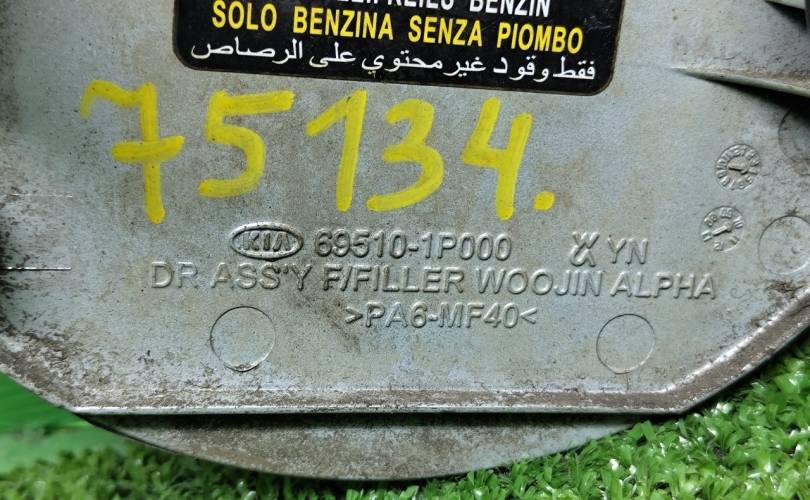 BENZIN
SOLO BENZINA SENZA PIOMBO
فقط وقود غير محتوي على الرصاص
75134.
KIA 69510-1P000 YN
DR ASS"Y F/FILLER WOOJIN ALPHA
>PA6-MF40<